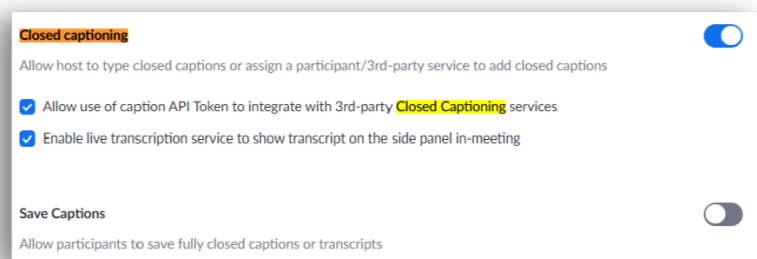 Closed captioning
Allow host to type closed captions or assign a participant/3rd-party service to add closed captions
Allow use of caption API Token to integrate with 3rd-party Closed Captioning services
Enable live transcription service to show transcript on the side panel in-meeting
Save Captions
Allow participants to save fully closed captions or transcripts